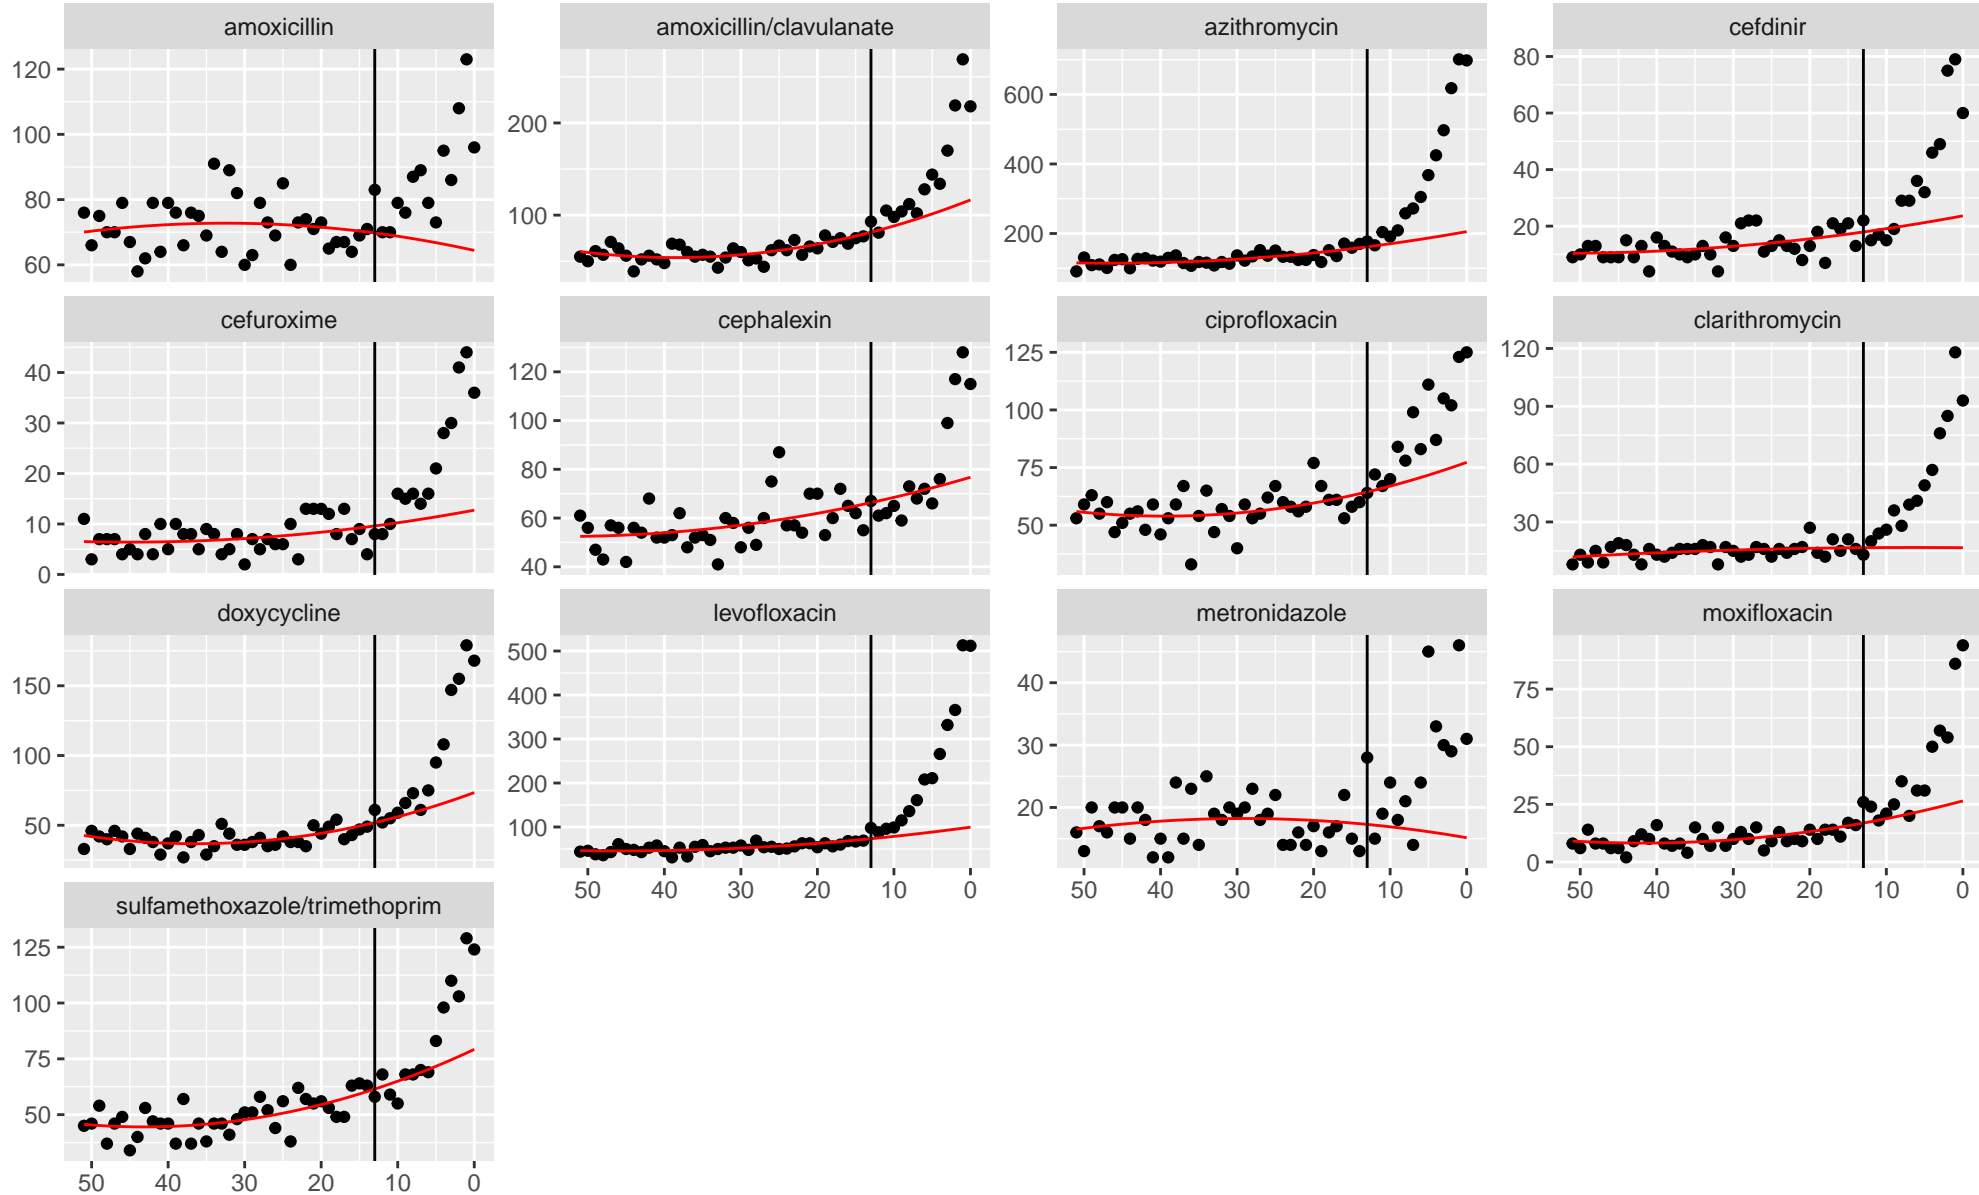 amoxicillin
amoxicillin/clavulanate
azithromycin
cefdinir
120
100
80
60
200
100
600
400
200
80
60
40
20
cefuroxime
cephalexin
ciprofloxacin
clarithromycin
40
30
20
10
0
120
100
80
60
40
125
100
75
50
120
90
60
30
doxycycline
levofloxacin
metronidazole
moxifloxacin
150
100
50
500
400
300
200
100
40
30
20
75
50
25
0
50 40 30 20 10 0
50 40 30 20 10 0
50 40 30 20 10 0
sulfamethoxazole/trimethoprim
125
100
75
50
50 40 30 20 10 0